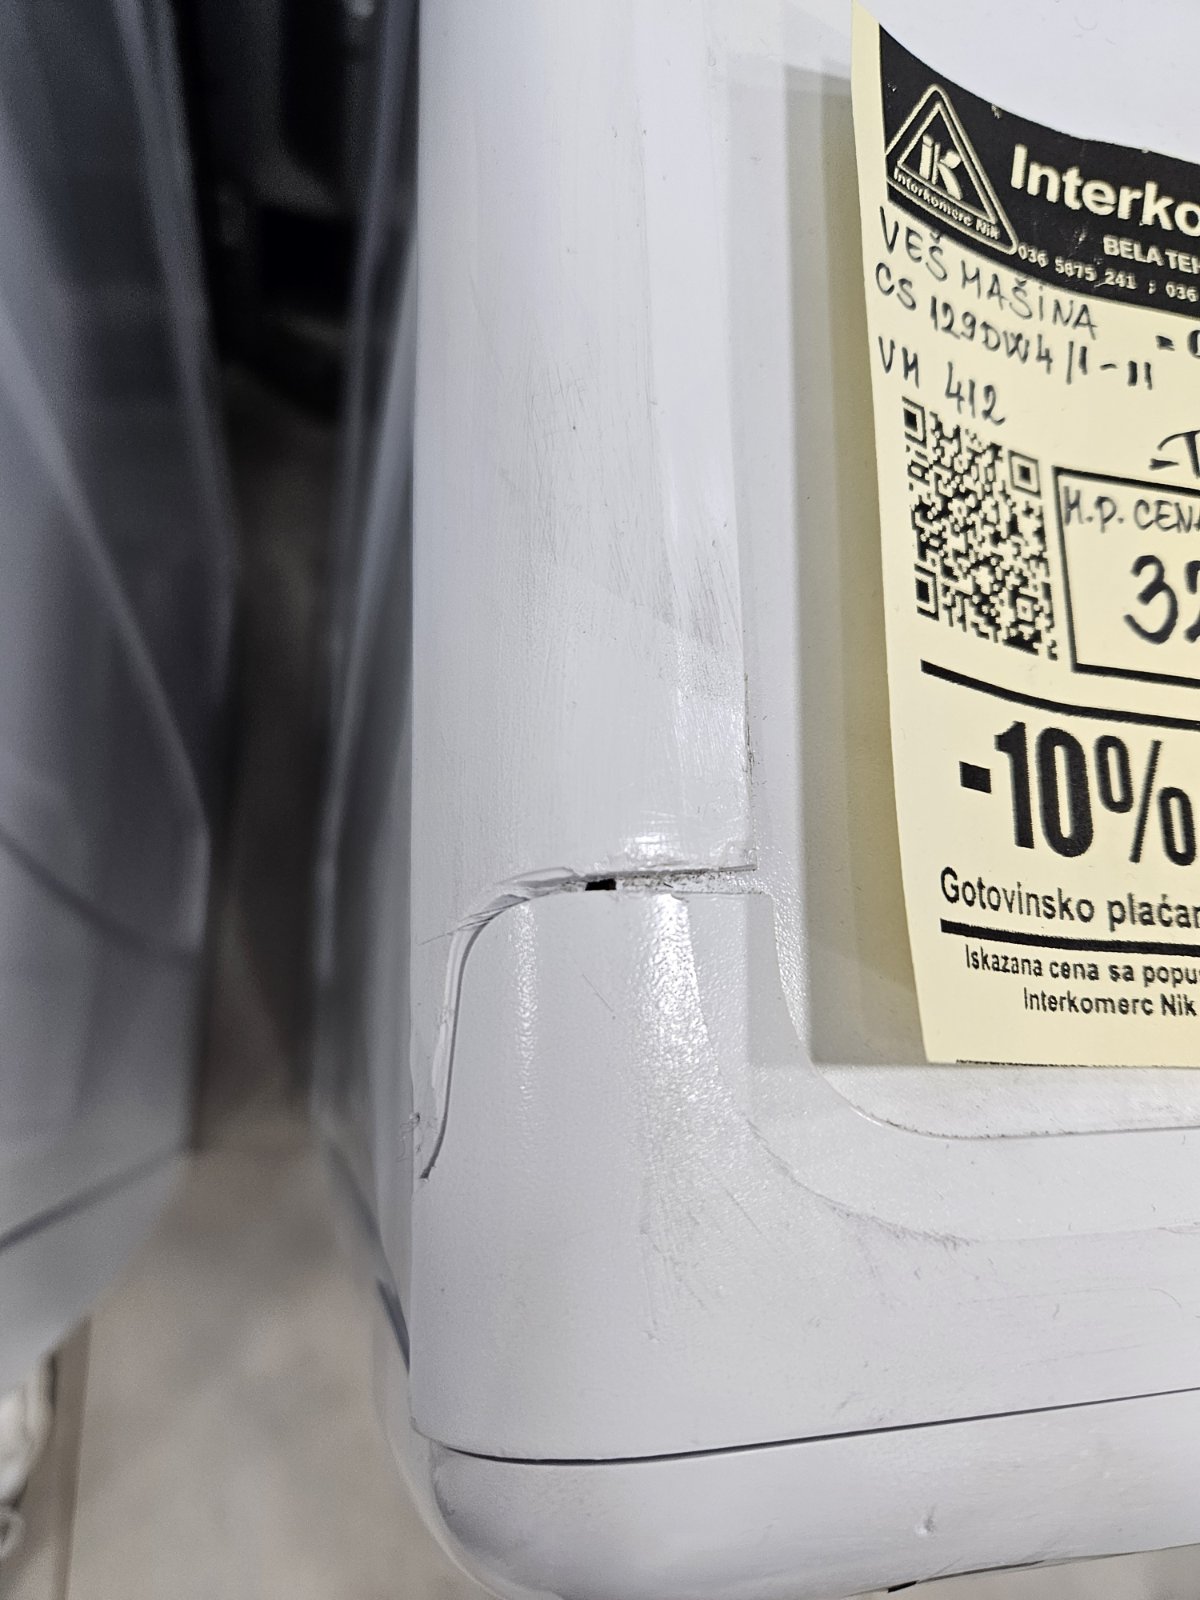 iK
Interkomerc Nik
Interko
BELA TEH
036 5875 241 ; 036
VEŠ MAŠINA
CS 129DW4/1-11
VM 412
M.P. CENA
32
-10%
Gotovinsko plaćan
Iskazana cena sa popus
Interkomerc Nik